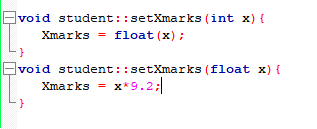 void student::setXmarks(int x){
Xmarks = float(x);
}
void student::setXmarks(float x){
Xmarks = x*9.2;
}